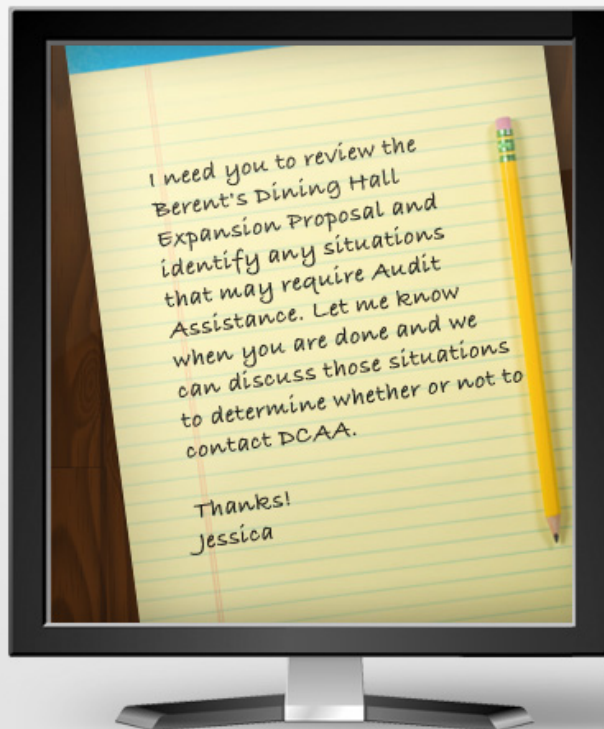 I need you to review the
Berent's Dining Hall
Expansion Proposal and
identify any situations
that may require Audit
Assistance. Let me know
when you are done and we
can discuss those situations
to determine whether or not to
contact DCAA.
Thanks!
Jessica